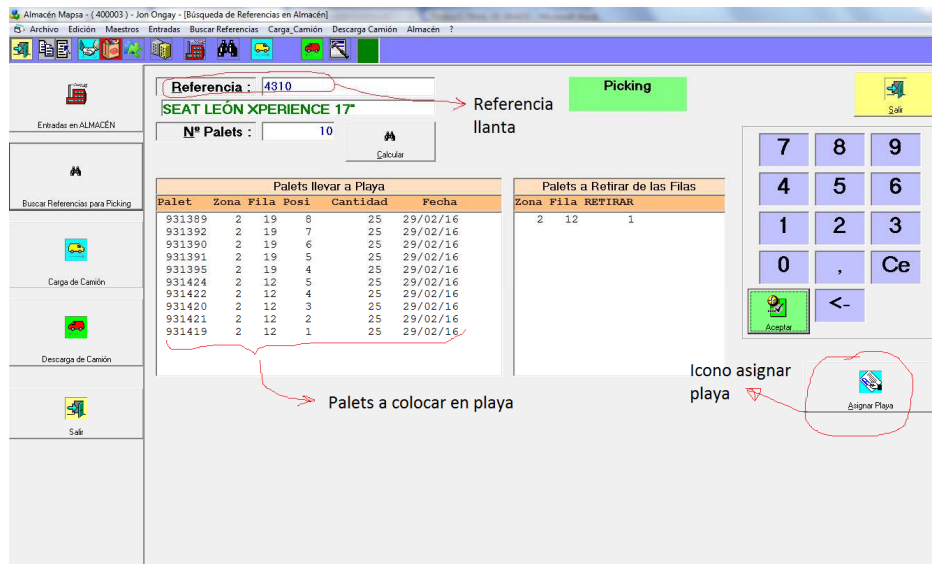 Almacén Mapsa - ( 400003 ) - Jon Ongay - [Búsqueda de Referencias en Almacén]
Archivo Edición Maestros Entradas Buscar Referencias Carga_Camión Descarga Camión Almacén ?
Entradas en ALMACÉN
Buscar Referencias para Picking
Carga de Camión
Descarga de Camión
Salir
Referencia : 4310
SEAT LEÓN XPERIENCE 17"
Nº Palets : 10
Calcular
Referencia
llanta
Picking
Salir
Palets llevar a Playa
Palet Zona Fila Posi Cantidad Fecha
931389 2 19 8 25 29/02/16
931392 2 19 7 25 29/02/16
931390 2 19 6 25 29/02/16
931391 2 19 5 25 29/02/16
931395 2 19 4 25 29/02/16
931424 2 12 5 25 29/02/16
931422 2 12 4 25 29/02/16
931420 2 12 3 25 29/02/16
931421 2 12 2 25 29/02/16
931419 2 12 1 25 29/02/16
Palets a Retirar de las Filas
Zona Fila RETIRAR
2 12 1
7 8 9
4 5 6
1 2 3
0 , Ce
Aceptar <-
Palets a colocar en playa
Icono asignar
playa
Asignar Playa